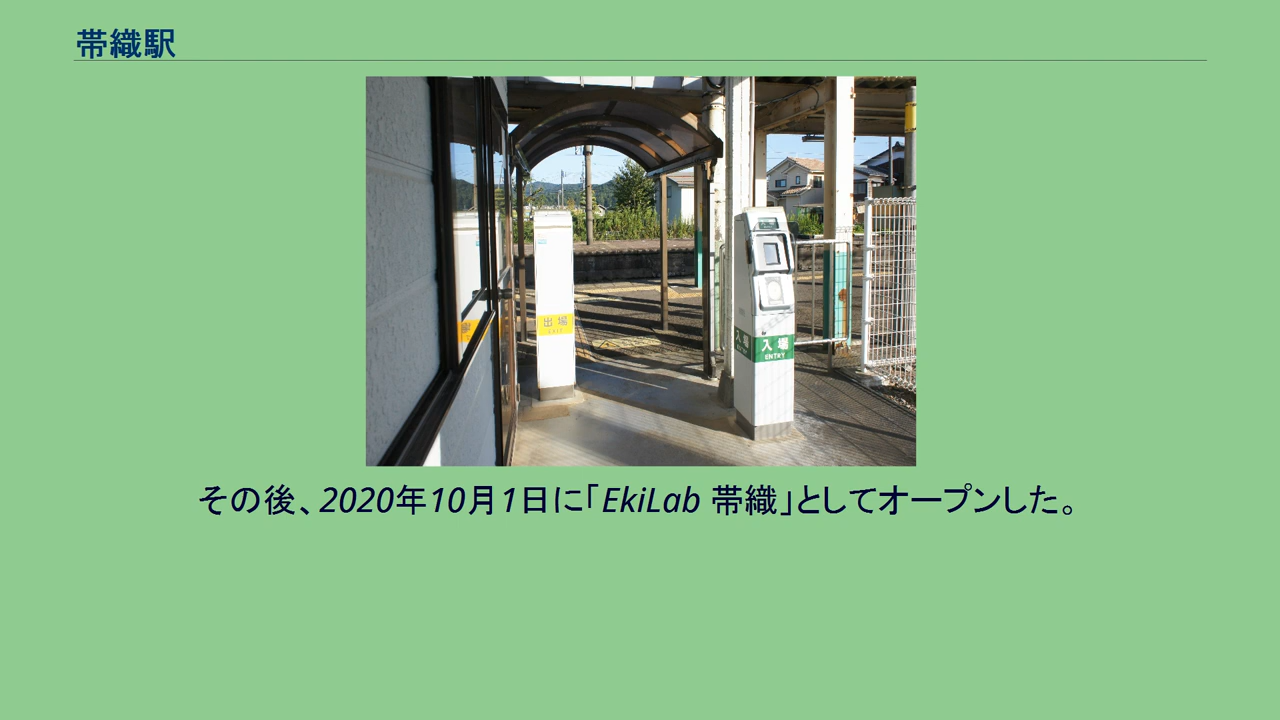 帯織駅
出場
入場
ENTRY
その後、2020年10月1日に「EkiLab 帯織」としてオープンした。